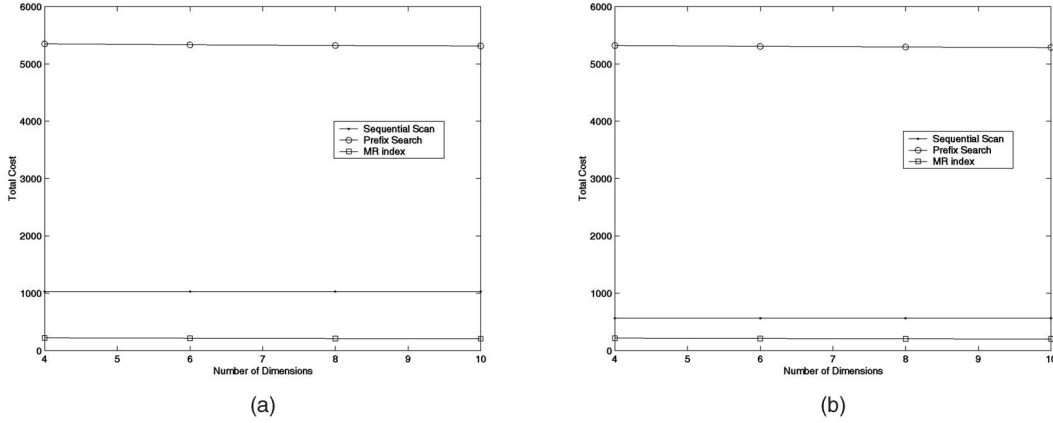 6000
5000
4000
3000
2000
1000
0
Total Cost
Sequential Scan
Prefix Search
MR index
4 5 6 7 8 9 10
Number of Dimensions
(a)
6000
5000
4000
3000
2000
1000
0
Total Cost
Sequential Scan
Prefix Search
MR index
4 5 6 7 8 9 10
Number of Dimensions
(b)